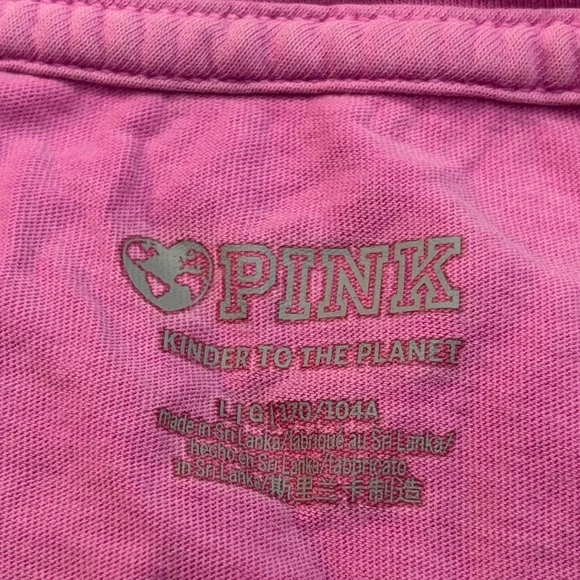 PINK
KINDER TO THE PLANET
L | G | 170/104A
made in Sri Lanka/fabriqué au Sri Lanka/
hecho en Sri Lanka/fabbricato
in Sri Lanka/斯里兰卡制造